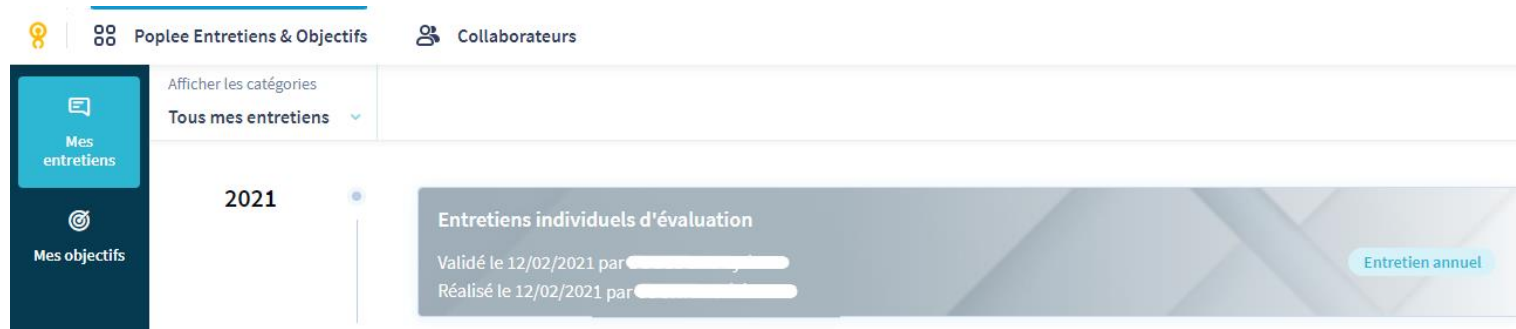 Poplee Entretiens & Objectifs
Collaborateurs
Afficher les catégories
Tous mes entretiens
Mes
entretiens
Mes objectifs
2021
Entretiens individuels d'évaluation
Validé le 12/02/2021 par
Réalisé le 12/02/2021 par
Entretien annuel